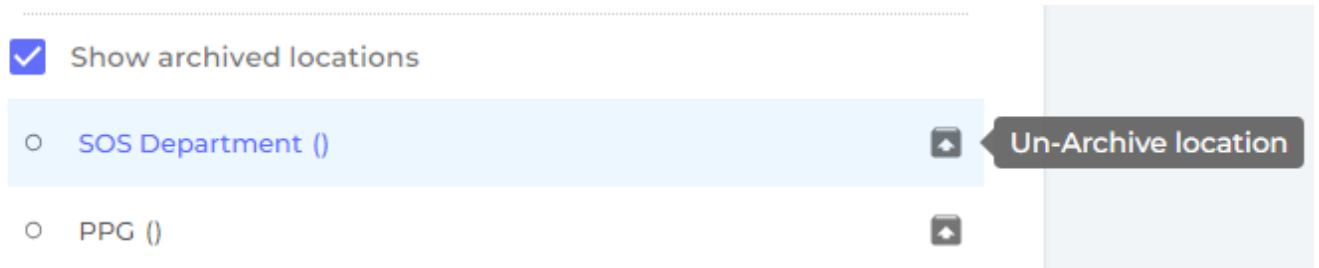 Show archived locations
SOS Department ()
Un-Archive location
PPG ()